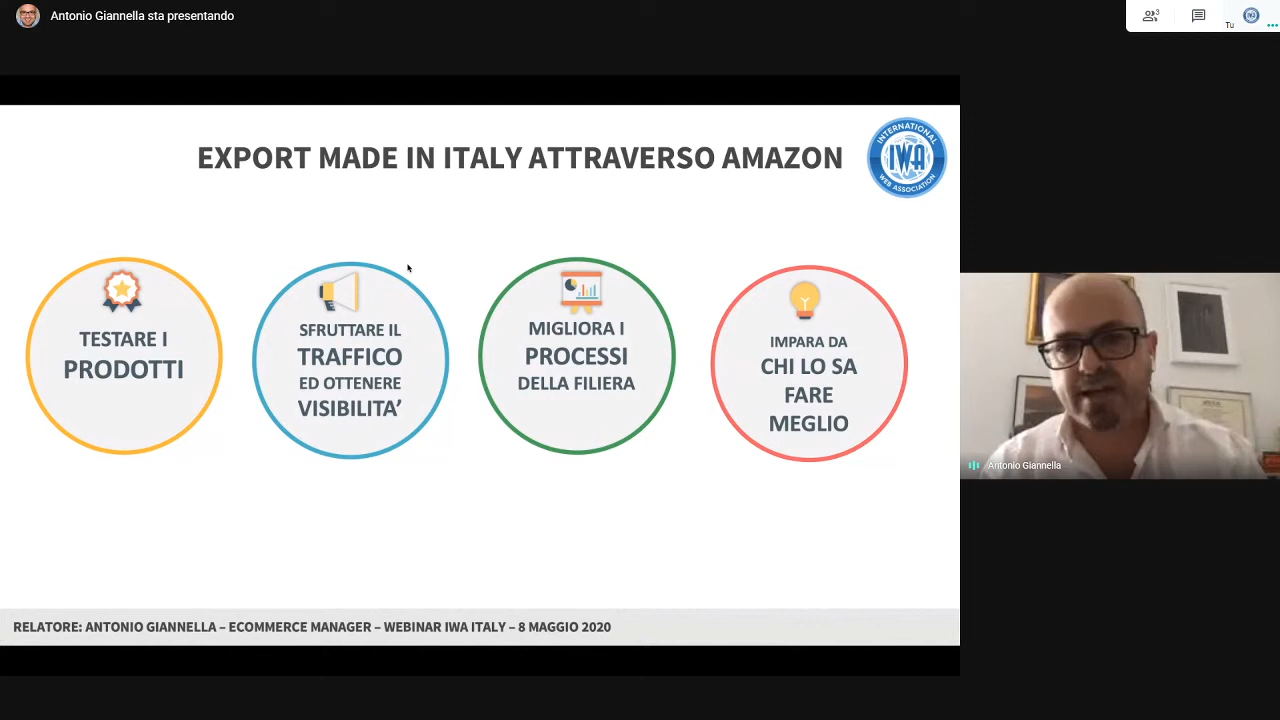 Antonio Giannella sta presentando
3
Tu
EXPORT MADE IN ITALY ATTRAVERSO AMAZON
INTERNATIONAL
IWA
WEB ASSOCIATION
TESTARE I
PRODOTTI
SFRUTTARE IL
TRAFFICO
ED OTTENERE
VISIBILITA’
MIGLIORA I
PROCESSI
DELLA FILIERA
IMPARA DA
CHI LO SA
FARE
MEGLIO
Antonio Giannella
RELATORE: ANTONIO GIANNELLA – ECOMMERCE MANAGER – WEBINAR IWA ITALY – 8 MAGGIO 2020